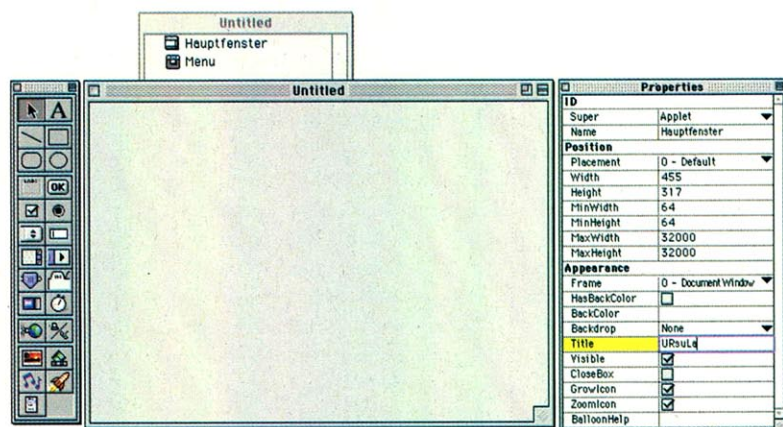 Untitled
Hauptfenster
Menu
Untitled
A
OK
Properties
ID
Super Applet
Name Hauptfenster
Position
Placement 0 - Default
Width 455
Height 317
MinWidth 64
MinHeight 64
MaxWidth 32000
MaxHeight 32000
Appearance
Frame 0 - Document Window
HasBackColor
BackColor
Backdrop None
Title URsuLa
Visible
CloseBox
GrowIcon
ZoomIcon
BalloonHelp